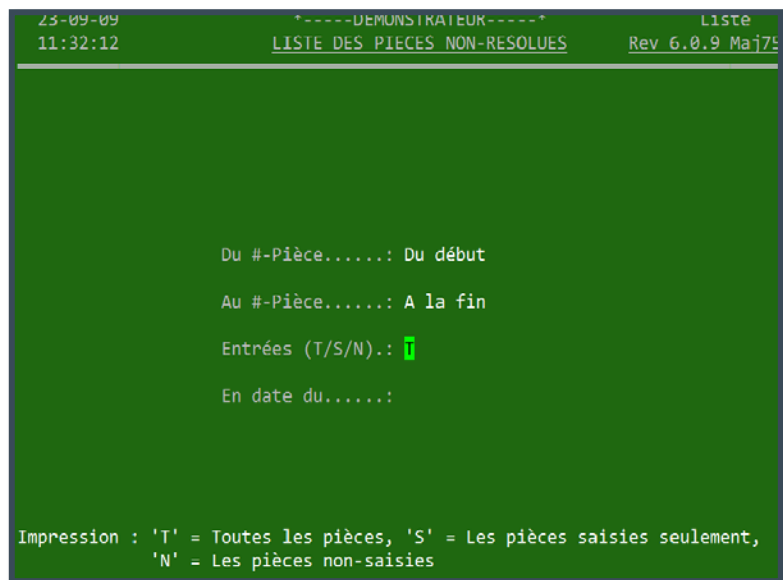 23-09-09 *-----DEMONSTRATEUR-----* Liste
11:32:12 LISTE DES PIECES NON-RESOLUES Rev 6.0.9 Maj75
Du #-Pièce......: Du début
Au #-Pièce......: A la fin
Entrées (T/S/N).: T
En date du......:
Impression : 'T' = Toutes les pièces, 'S' = Les pièces saisies seulement,
'N' = Les pièces non-saisies